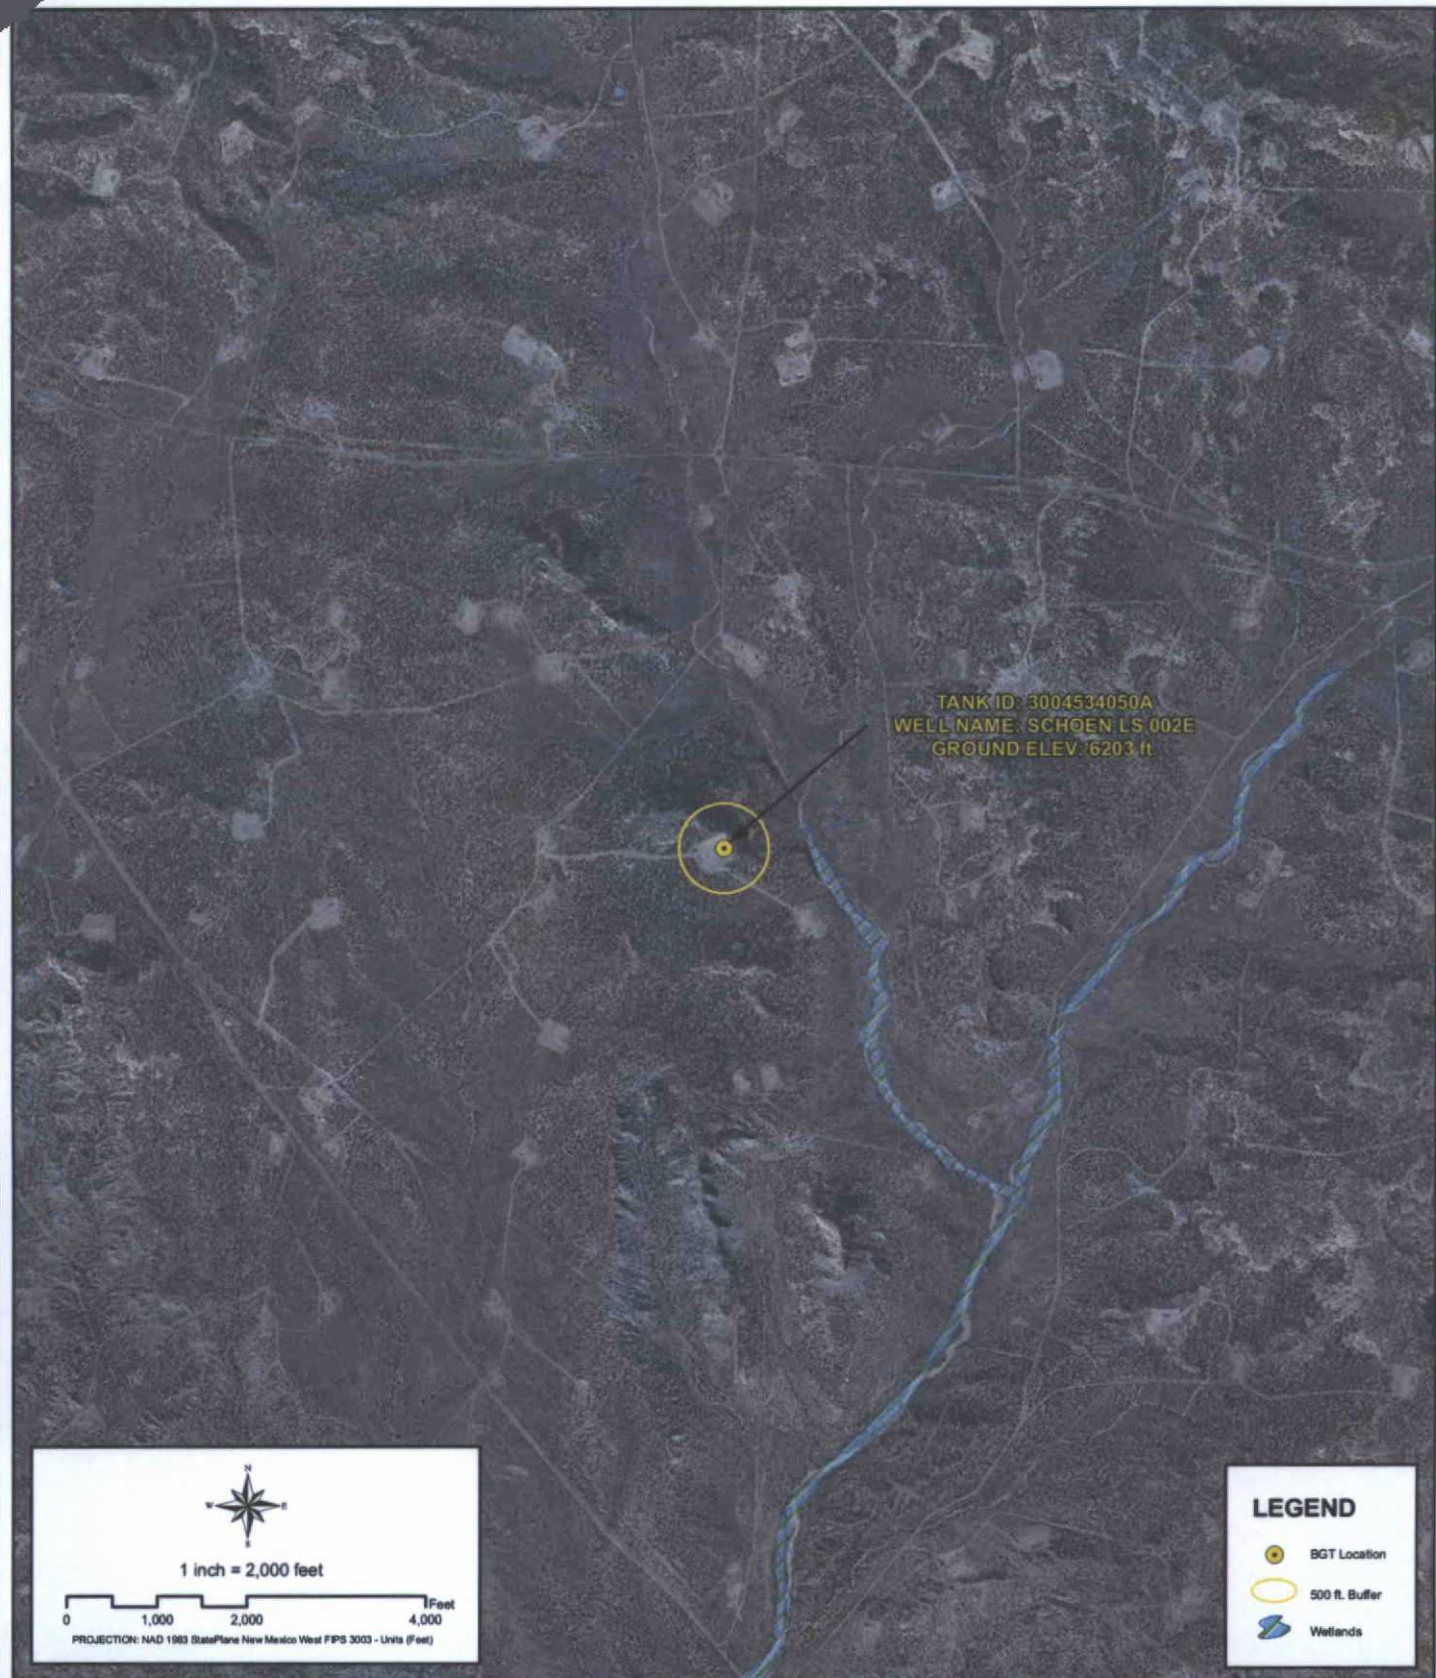 TANK ID: 3004534050A
WELL NAME: SCHOEN LS 002E
GROUND ELEV: 6203 ft.
N
W E
S
1 inch = 2,000 feet
Feet
0 1,000 2,000 4,000
PROJECTION: NAD 1983 StatePlane New Mexico West FIPS 3003 - Units (Feet)
LEGEND
BGT Location
500 ft. Buffer
Wetlands